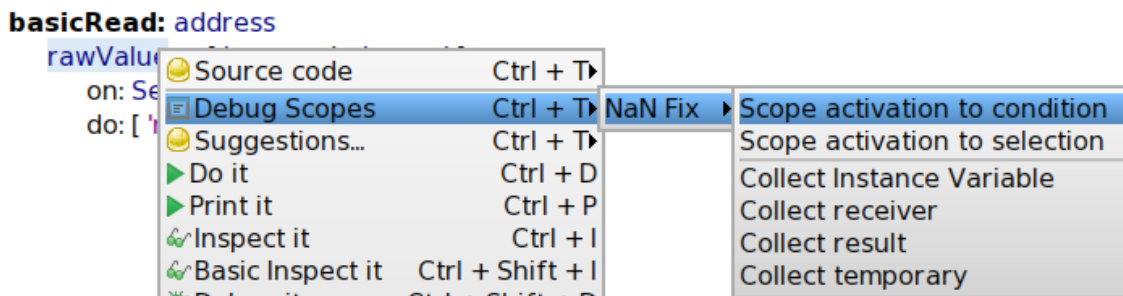 basicRead: address
rawValue
on: Se
do: [ '
Source code Ctrl + T
Debug Scopes Ctrl + T
Suggestions... Ctrl + T
Do it Ctrl + D
Print it Ctrl + P
Inspect it Ctrl + I
Basic Inspect it Ctrl + Shift + I
NaN Fix
Scope activation to condition
Scope activation to selection
Collect Instance Variable
Collect receiver
Collect result
Collect temporary